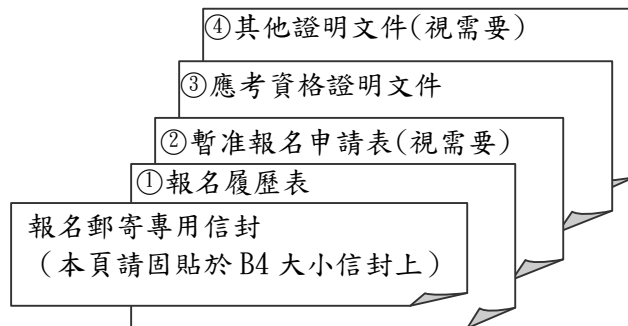 ④其他證明文件(視需要)
③應考資格證明文件
②暫准報名申請表(視需要)
①報名履歷表
報名郵寄專用信封
（本頁請固貼於 B4 大小信封上）